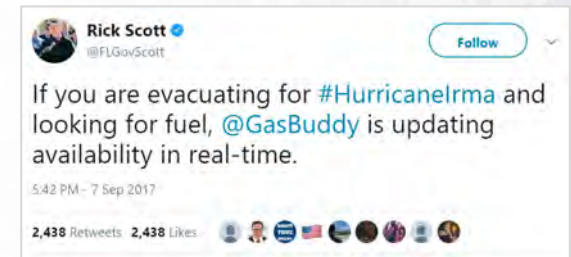 Rick Scott
@FLGovScott
Follow
If you are evacuating for #HurricaneIrma and
looking for fuel, @GasBuddy is updating
availability in real-time.
5:42 PM - 7 Sep 2017
2,438 Retweets 2,438 Likes